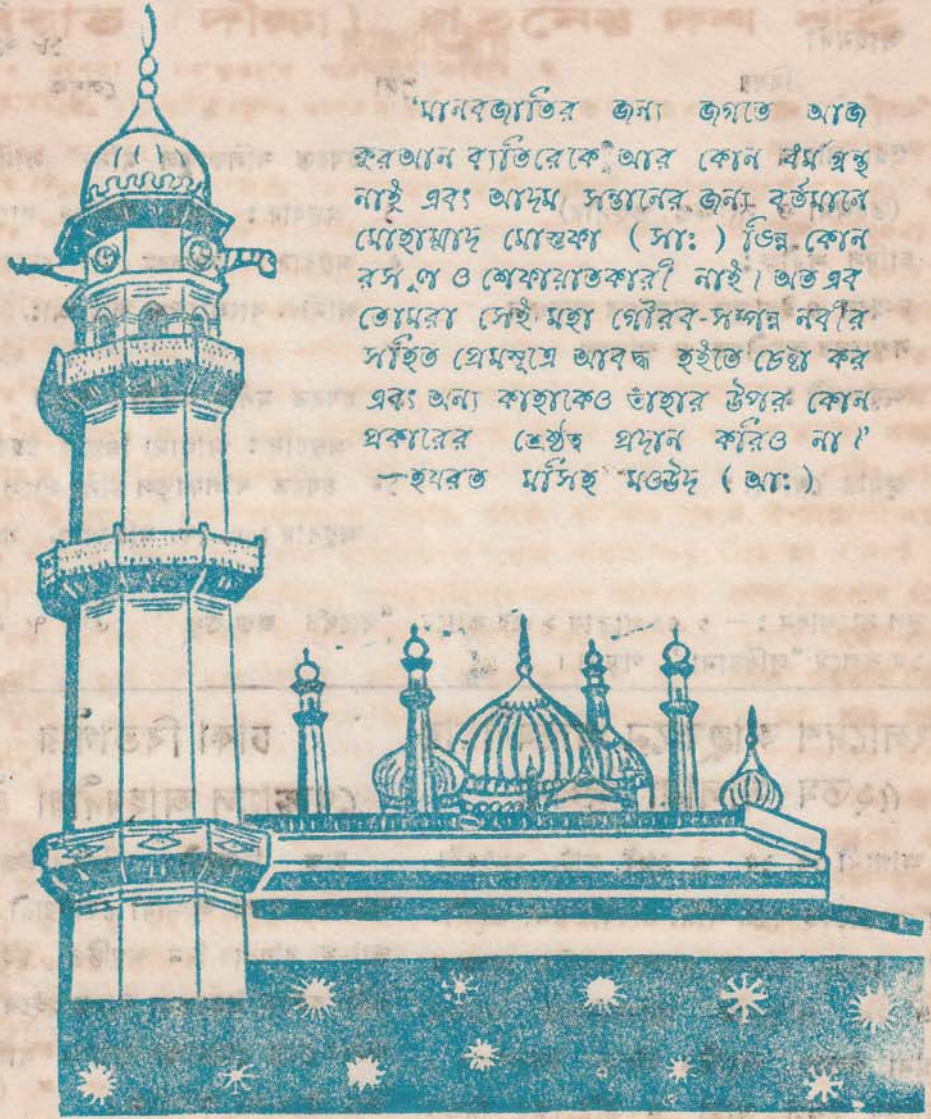 'মানবজাতির জন্য জগতে আজ
কুরআন ব্যতিরেকে আর কোন ধর্মগ্রন্থ
নাই এবং আদম সন্তানের জন্য বর্তমানে
মোহাম্মাদ মোস্তফা ( সাঃ ) ভিন্ন কোন
রসূল ও শেফায়াতকারী নাই। অতএব
তোমরা সেই মহা গৌরব-সম্পন্ন নবীর
সহিত প্রেমসূত্রে আবদ্ধ হইতে চেষ্টা কর
এবং অন্য কাহাকেও তাঁহার উপর কোন
প্রকারের শ্রেষ্ঠত্ব প্রদান করিও না।'
—হযরত মসিহ মওউদ ( আঃ )